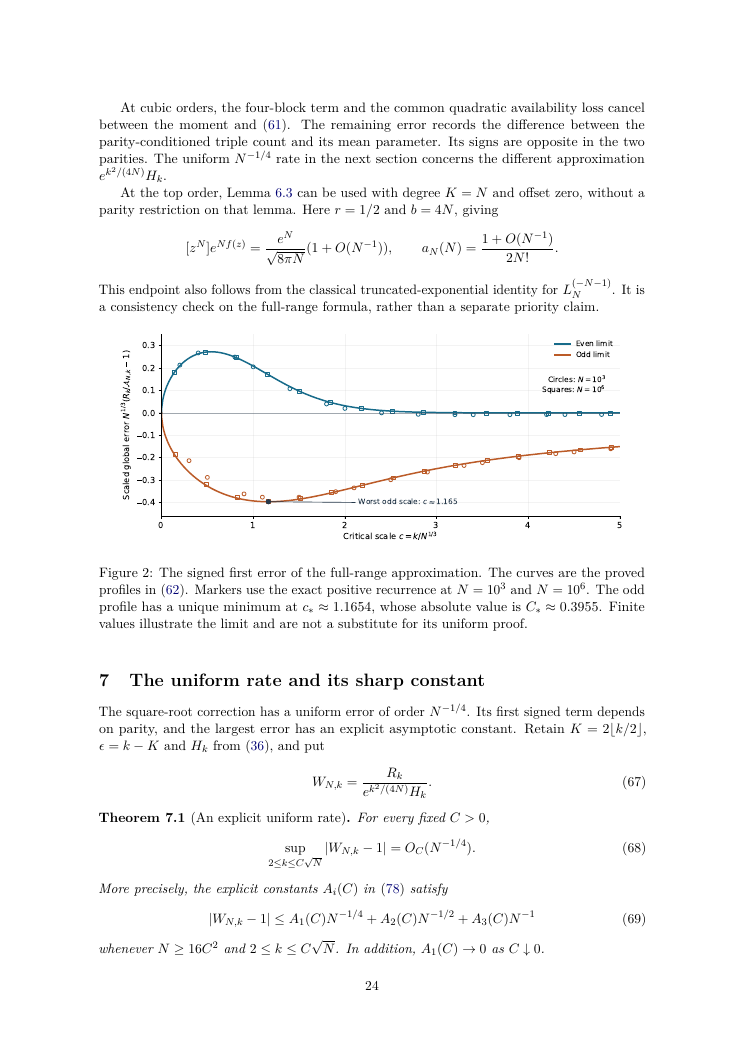 At cubic orders, the four-block term and the common quadratic availability loss cancel
between the moment and (61). The remaining error records the difference between the
parity-conditioned triple count and its mean parameter. Its signs are opposite in the two
parities. The uniform N^{−1/4} rate in the next section concerns the different approximation
e^{k²/(4N)}H_k.
At the top order, Lemma 6.3 can be used with degree K = N and offset zero, without a
parity restriction on that lemma. Here r = 1/2 and b = 4N, giving
[z^N]e^{Nf(z)} = e^N/√(8πN) (1 + O(N^{−1})), a_N(N) = (1 + O(N^{−1}))/(2N!).
This endpoint also follows from the classical truncated-exponential identity for L_N^{(−N−1)}. It is
a consistency check on the full-range formula, rather than a separate priority claim.
Scaled global error N^{1/3}(R_k/A_{N,k} − 1)
0.3
0.2
0.1
0.0
−0.1
−0.2
−0.3
−0.4
Even limit
Odd limit
Circles: N = 10³
Squares: N = 10⁶
Worst odd scale: c ≈ 1.165
0 1 2 3 4 5
Critical scale c = k/N^{1/3}
Figure 2: The signed first error of the full-range approximation. The curves are the proved
profiles in (62). Markers use the exact positive recurrence at N = 10³ and N = 10⁶. The odd
profile has a unique minimum at c_* ≈ 1.1654, whose absolute value is C_* ≈ 0.3955. Finite
values illustrate the limit and are not a substitute for its uniform proof.
7 The uniform rate and its sharp constant
The square-root correction has a uniform error of order N^{−1/4}. Its first signed term depends
on parity, and the largest error has an explicit asymptotic constant. Retain K = 2⌊k/2⌋,
ϵ = k − K and H_k from (36), and put
W_{N,k} = R_k/(e^{k²/(4N)}H_k). (67)
Theorem 7.1 (An explicit uniform rate). For every fixed C > 0,
sup_{2≤k≤C√N} |W_{N,k} − 1| = O_C(N^{−1/4}). (68)
More precisely, the explicit constants A_i(C) in (78) satisfy
|W_{N,k} − 1| ≤ A_1(C)N^{−1/4} + A_2(C)N^{−1/2} + A_3(C)N^{−1} (69)
whenever N ≥ 16C² and 2 ≤ k ≤ C√N. In addition, A_1(C) → 0 as C ↓ 0.
24